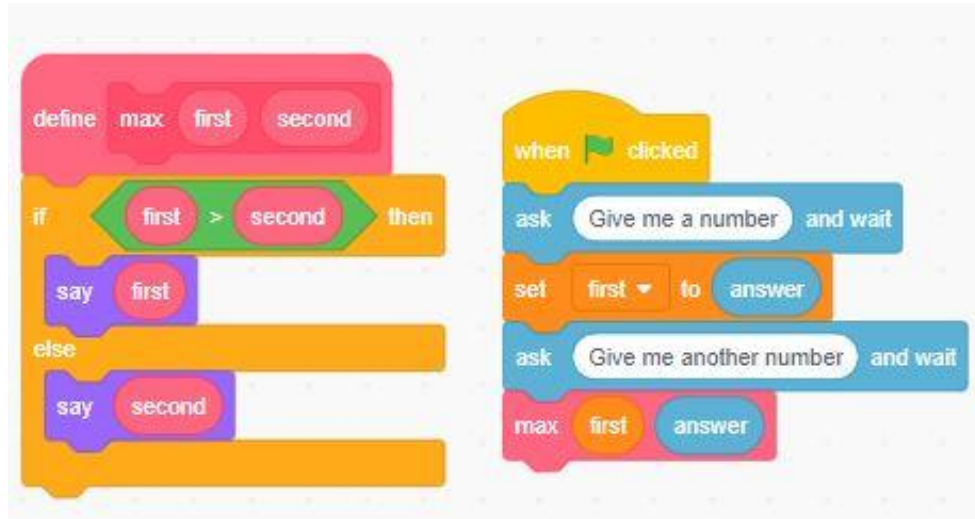 define max first second
if first > second then
say first
else
say second
when clicked
ask Give me a number and wait
set first to answer
ask Give me another number and wait
max first answer